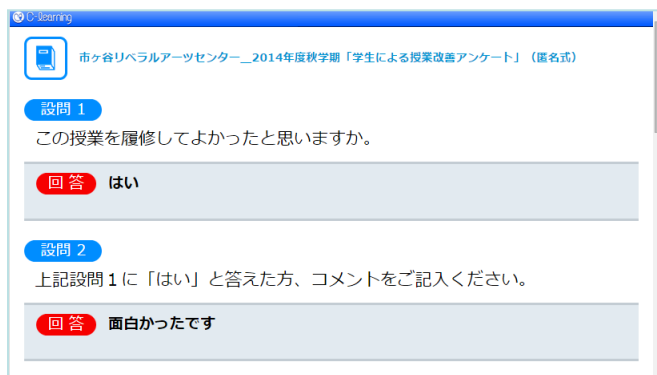 C-Learning
市ヶ谷リベラルアーツセンター__2014年度秋学期「学生による授業改善アンケート」（匿名式）
設問 1
この授業を履修してよかったと思いますか。
回 答 はい
設問 2
上記設問１に「はい」と答えた方、コメントをご記入ください。
回 答 面白かったです